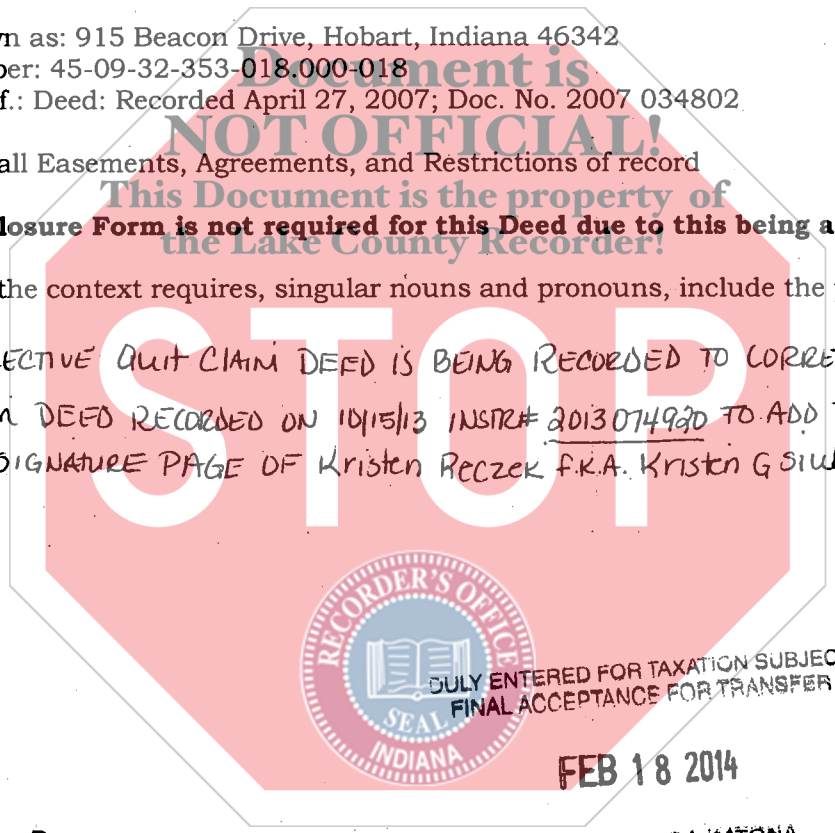 n as: 915 Beacon Drive, Hobart, Indiana 46342
Document is
er: 45-09-32-353-018.000-018
f.: Deed: Recorded April 27, 2007; Doc. No. 2007 034802
NOT OFFICIAL!
all Easements, Agreements, and Restrictions of record
This Document is the property of
losure Form is not required for this Deed due to this being a
the Lake County Recorder!
the context requires, singular nouns and pronouns, include the
STOP
ECTIVE Quit CLAIM DEED IS BEING RECORDED TO CORRE
DEED RECORDED ON 10/15/13 INSTR# 2013 074920 TO ADD
SIGNATURE PAGE OF Kristen Reczek f.K.A. Kristen G
RECORDER'S OFFICE
SEAL
INDIANA
DULY ENTERED FOR TAXATION SUBJEC
FINAL ACCEPTANCE FOR TRANSFER
FEB 18 2014
KATONA